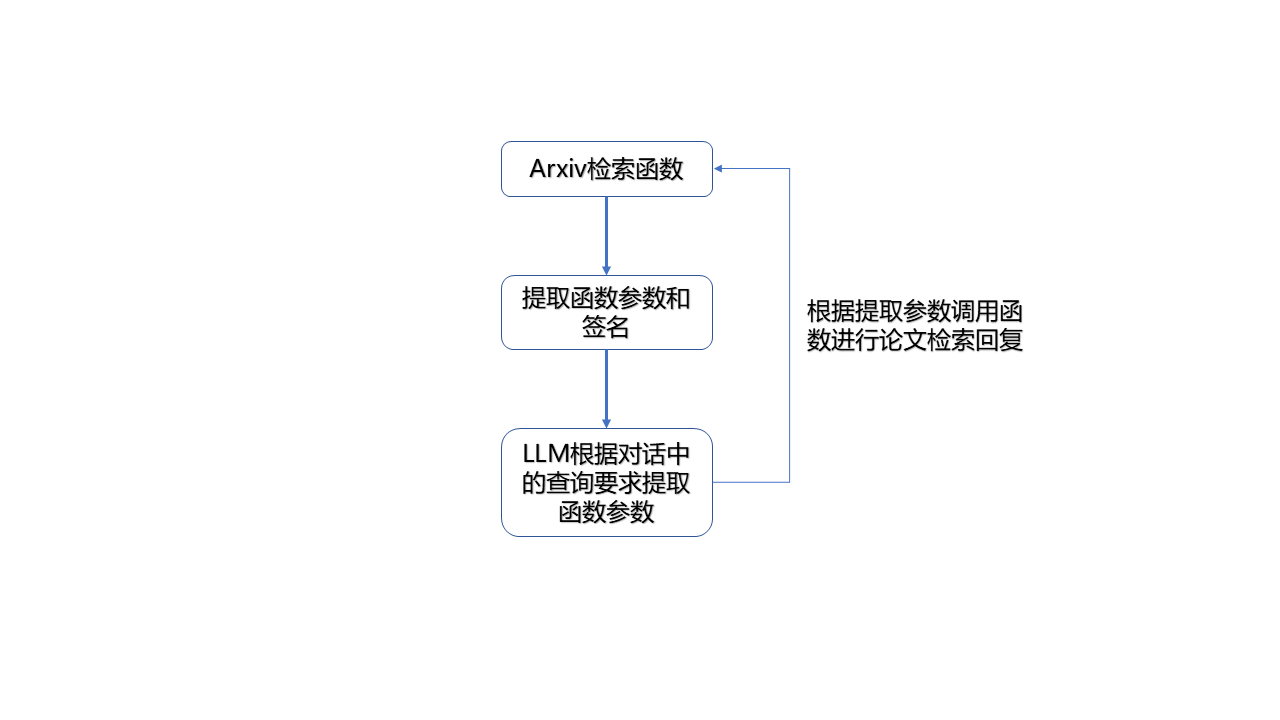 Arxiv检索函数
提取函数参数和
签名
根据提取参数调用函
数进行论文检索回复
LLM根据对话中
的查询要求提取
函数参数